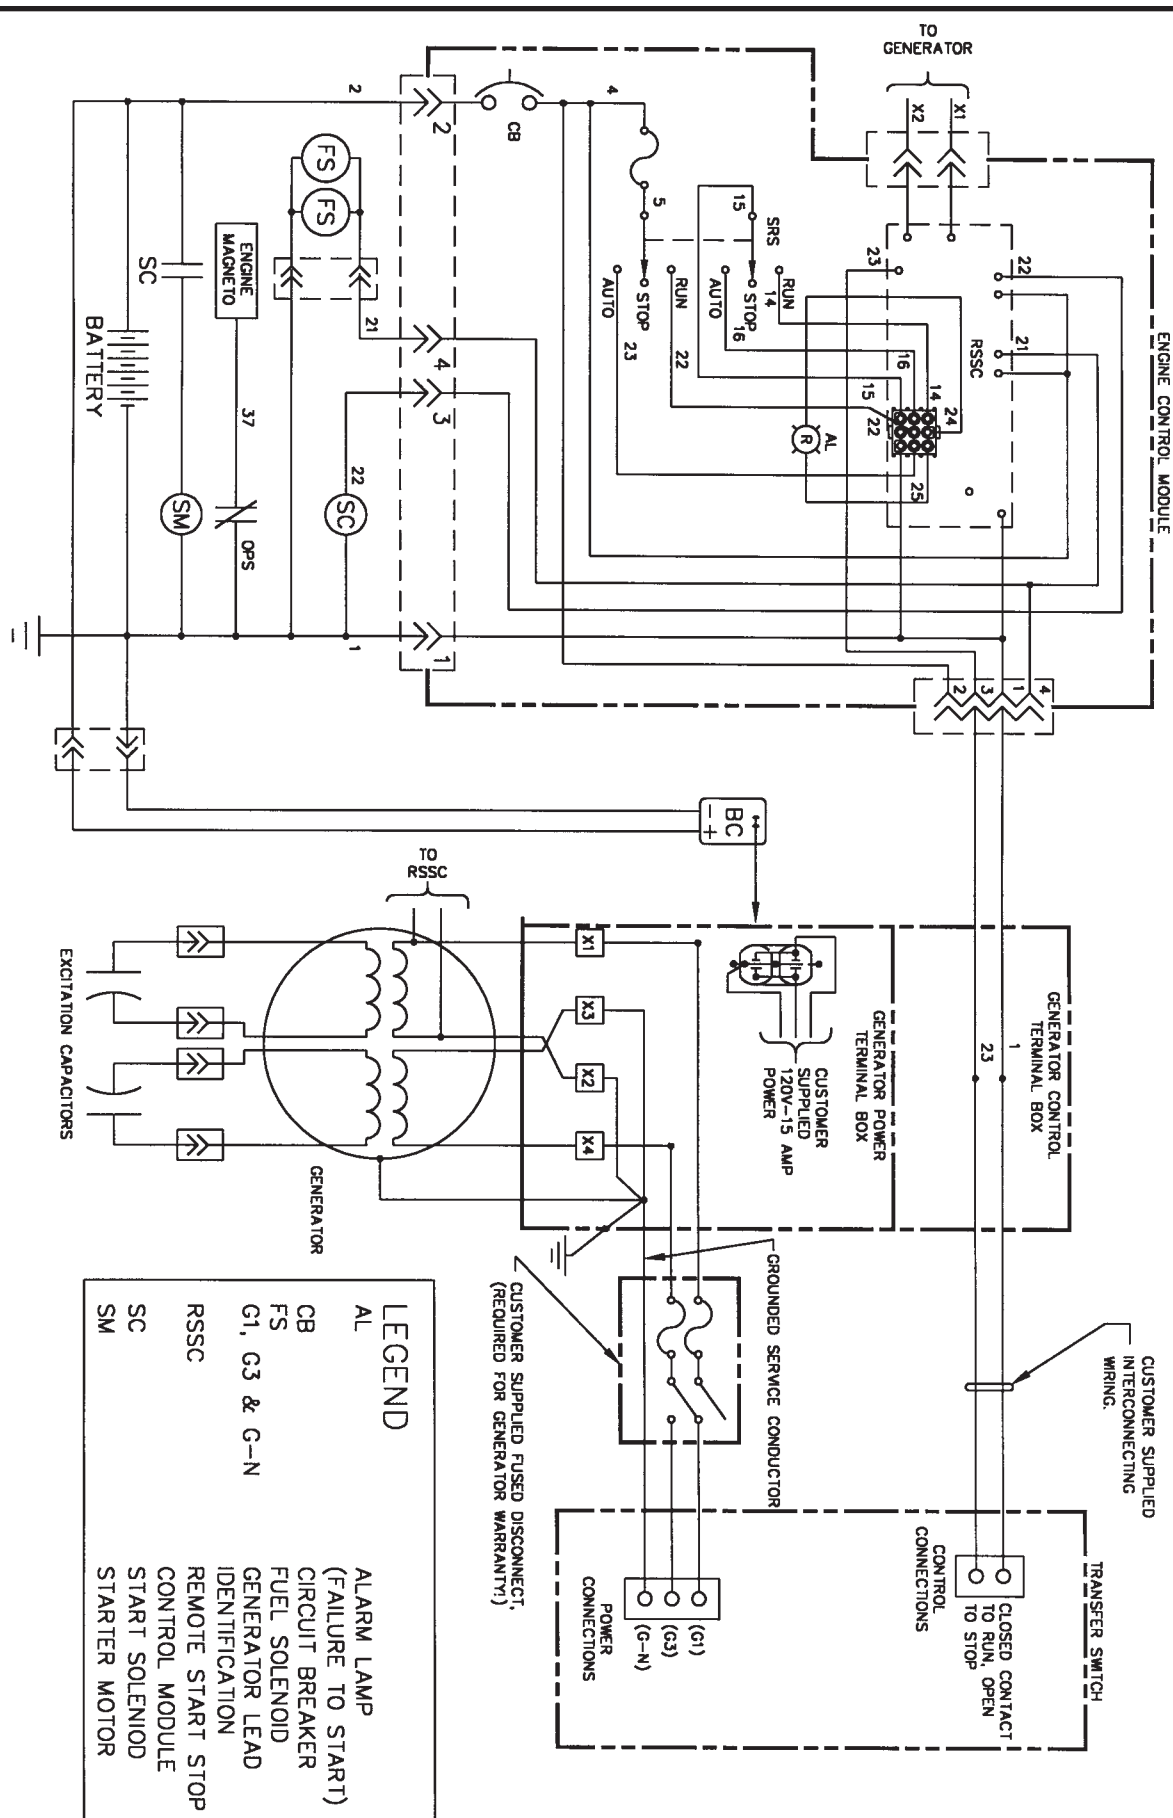 ENGINE CONTROL MODULE
TO
GENERATOR
X2
X1
22
21
RSSC
23
14
24
16
15
22
25
AL
R
SRS
15
RUN
14
STOP
16
AUTO
RUN
22
STOP
23
AUTO
5
4
CB
2
2
FS
FS
21
4
3
22
SC
1
1
ENGINE
MAGNETO
37
OPS
SC
SM
BATTERY
4
1
3
2
BC
- +
GENERATOR CONTROL
TERMINAL BOX
1
23
GENERATOR POWER
TERMINAL BOX
CUSTOMER
SUPPLIED
120V-15 AMP
POWER
X1
X3
X2
X4
TO
RSSC
GENERATOR
EXCITATION CAPACITORS
CUSTOMER SUPPLIED
INTERCONNECTING
WIRING.
GROUNDED SERVICE CONDUCTOR
CUSTOMER SUPPLIED FUSED DISCONNECT,
(REQUIRED FOR GENERATOR WARRANTY!)
TRANSFER SWITCH
CLOSED CONTACT
TO RUN, OPEN
TO STOP
CONTROL
CONNECTIONS
(G1)
(G3)
(G-N)
POWER
CONNECTIONS
LEGEND
AL ALARM LAMP
(FAILURE TO START)
CB CIRCUIT BREAKER
FS FUEL SOLENOID
G1, G3 & G-N GENERATOR LEAD
IDENTIFICATION
RSSC REMOTE START STOP
CONTROL MODULE
SC START SOLENIOD
SM STARTER MOTOR